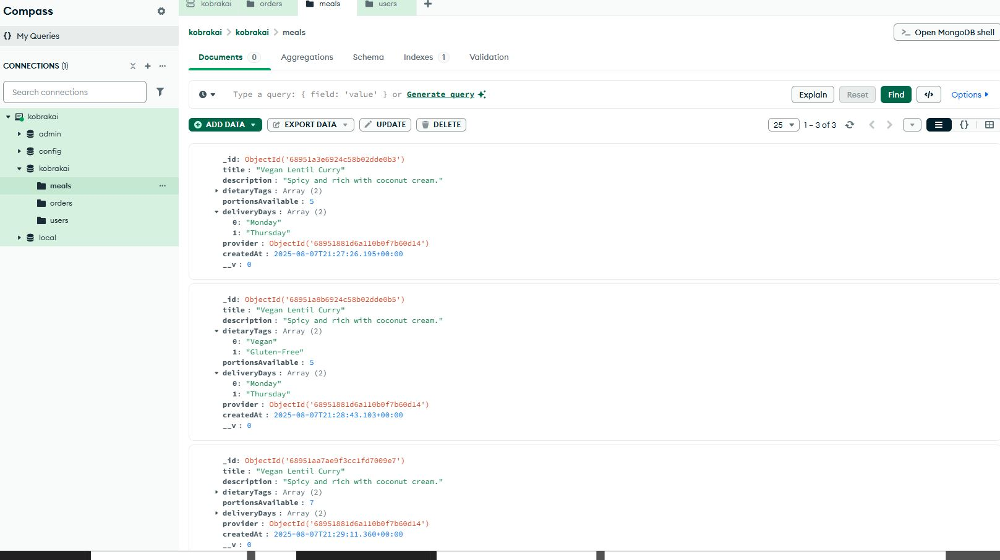 Compass
My Queries
CONNECTIONS (1)
Search connections
kobrakai
admin
config
kobrakai
meals
orders
users
local
kobrakai orders meals users
kobrakai > kobrakai > meals
>_ Open MongoDB shell
Documents 0 Aggregations Schema Indexes 1 Validation
Type a query: { field: 'value' } or Generate query
Explain Reset Find </> Options
ADD DATA EXPORT DATA UPDATE DELETE
25 1 – 3 of 3 {}
_id: ObjectId('68951a3e6924c58b02dde0b3')
title : "Vegan Lentil Curry"
description : "Spicy and rich with coconut cream."
dietaryTags : Array (2)
portionsAvailable : 5
deliveryDays : Array (2)
0: "Monday"
1: "Thursday"
provider : ObjectId('68951881d6a110b0f7b60d14')
createdAt : 2025-08-07T21:27:26.195+00:00
__v : 0
_id: ObjectId('68951a8b6924c58b02dde0b5')
title : "Vegan Lentil Curry"
description : "Spicy and rich with coconut cream."
dietaryTags : Array (2)
0: "Vegan"
1: "Gluten-Free"
portionsAvailable : 5
deliveryDays : Array (2)
0: "Monday"
1: "Thursday"
provider : ObjectId('68951881d6a110b0f7b60d14')
createdAt : 2025-08-07T21:28:43.103+00:00
__v : 0
_id: ObjectId('68951aa7ae9f3cc1fd7009e7')
title : "Vegan Lentil Curry"
description : "Spicy and rich with coconut cream."
dietaryTags : Array (2)
portionsAvailable : 7
deliveryDays : Array (2)
provider : ObjectId('68951881d6a110b0f7b60d14')
createdAt : 2025-08-07T21:29:11.360+00:00
__v : 0